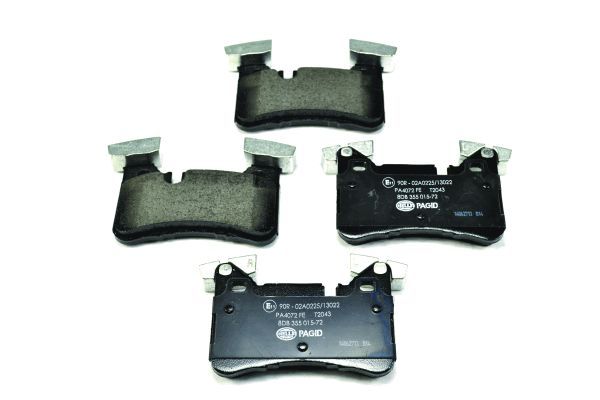 E11 90R - 02A0225/13022
PA4072 FE T2043
8DB 355 015-72
HELLA PAGID
E11 90R - 02A0225/13022
PA4072 FE T2043
8DB 355 015-72
HELLA PAGID